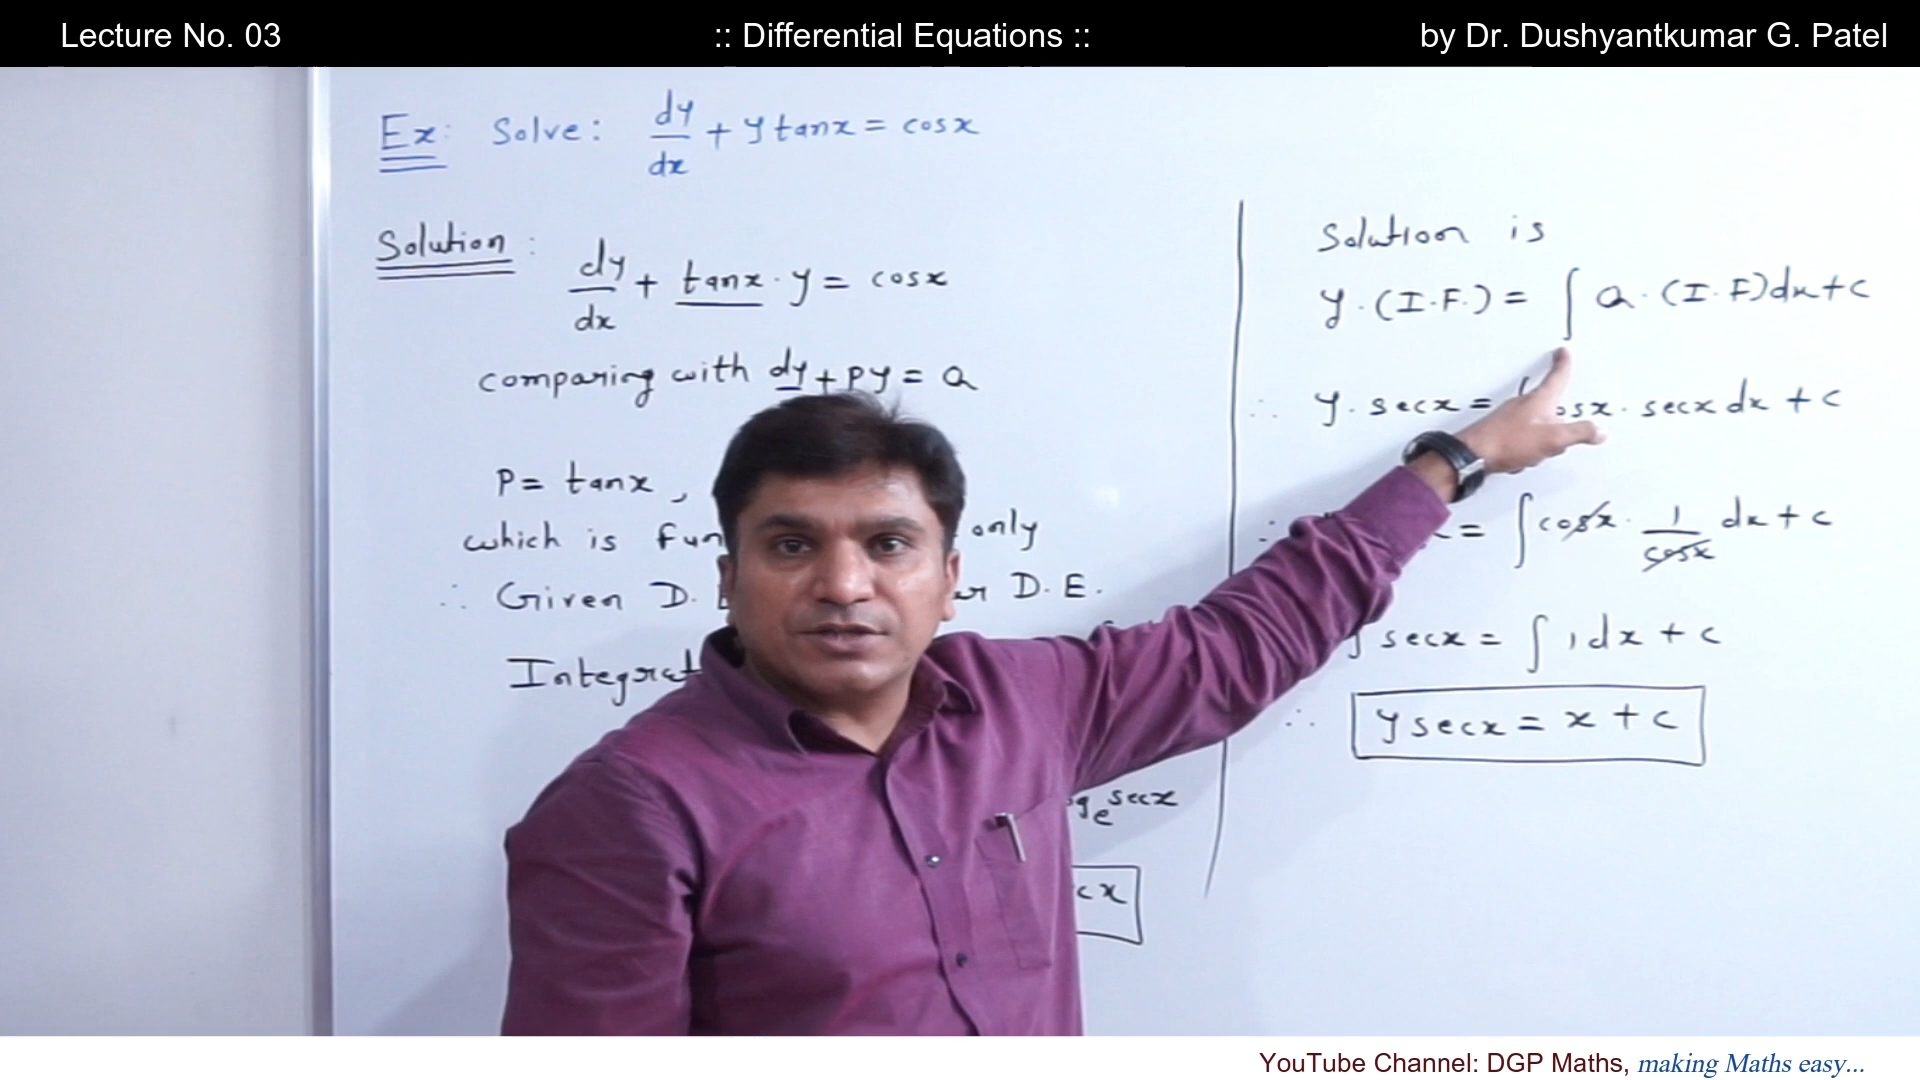 Lecture No. 03
:: Differential Equations ::
by Dr. Dushyantkumar G. Patel
Ex: Solve: dy/dx + y tanx = cosx
Solution:
dy/dx + tanx · y = cosx
comparing with dy + py = Q
P = tanx ,
which is fun only
∴ Given D. D.E.
Integrat
secx
Solution is
y · (I.F.) = ∫ Q · (I.F) dx + c
∴ y · secx = cosx · secx dx + c
= ∫ cosx · 1/cosx dx + c
y secx = ∫ 1 dx + c
∴ y secx = x + c
YouTube Channel: DGP Maths, making Maths easy...